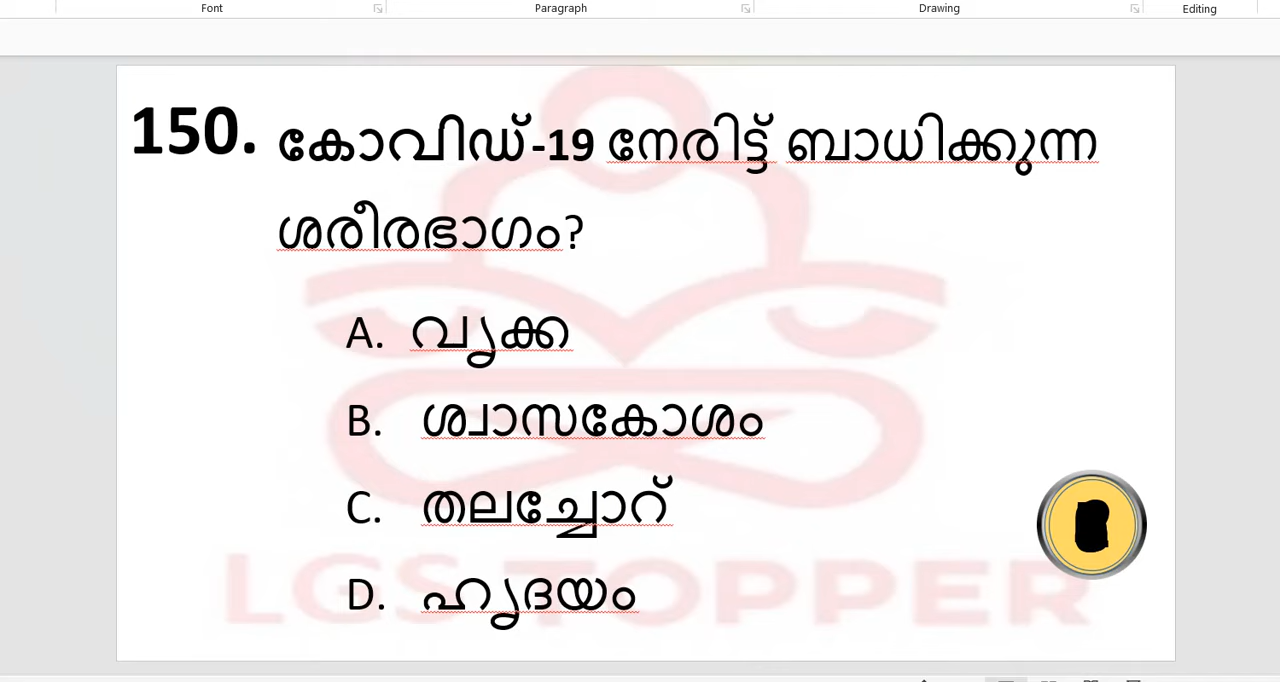 Font Paragraph Drawing Editing
150. കോവിഡ്-19 നേരിട്ട് ബാധിക്കുന്ന
ശരീരഭാഗം?
A. വൃക്ക
B. ശ്വാസകോശം
C. തലച്ചോറ്
D. ഹൃദയം
LGS TOPPER